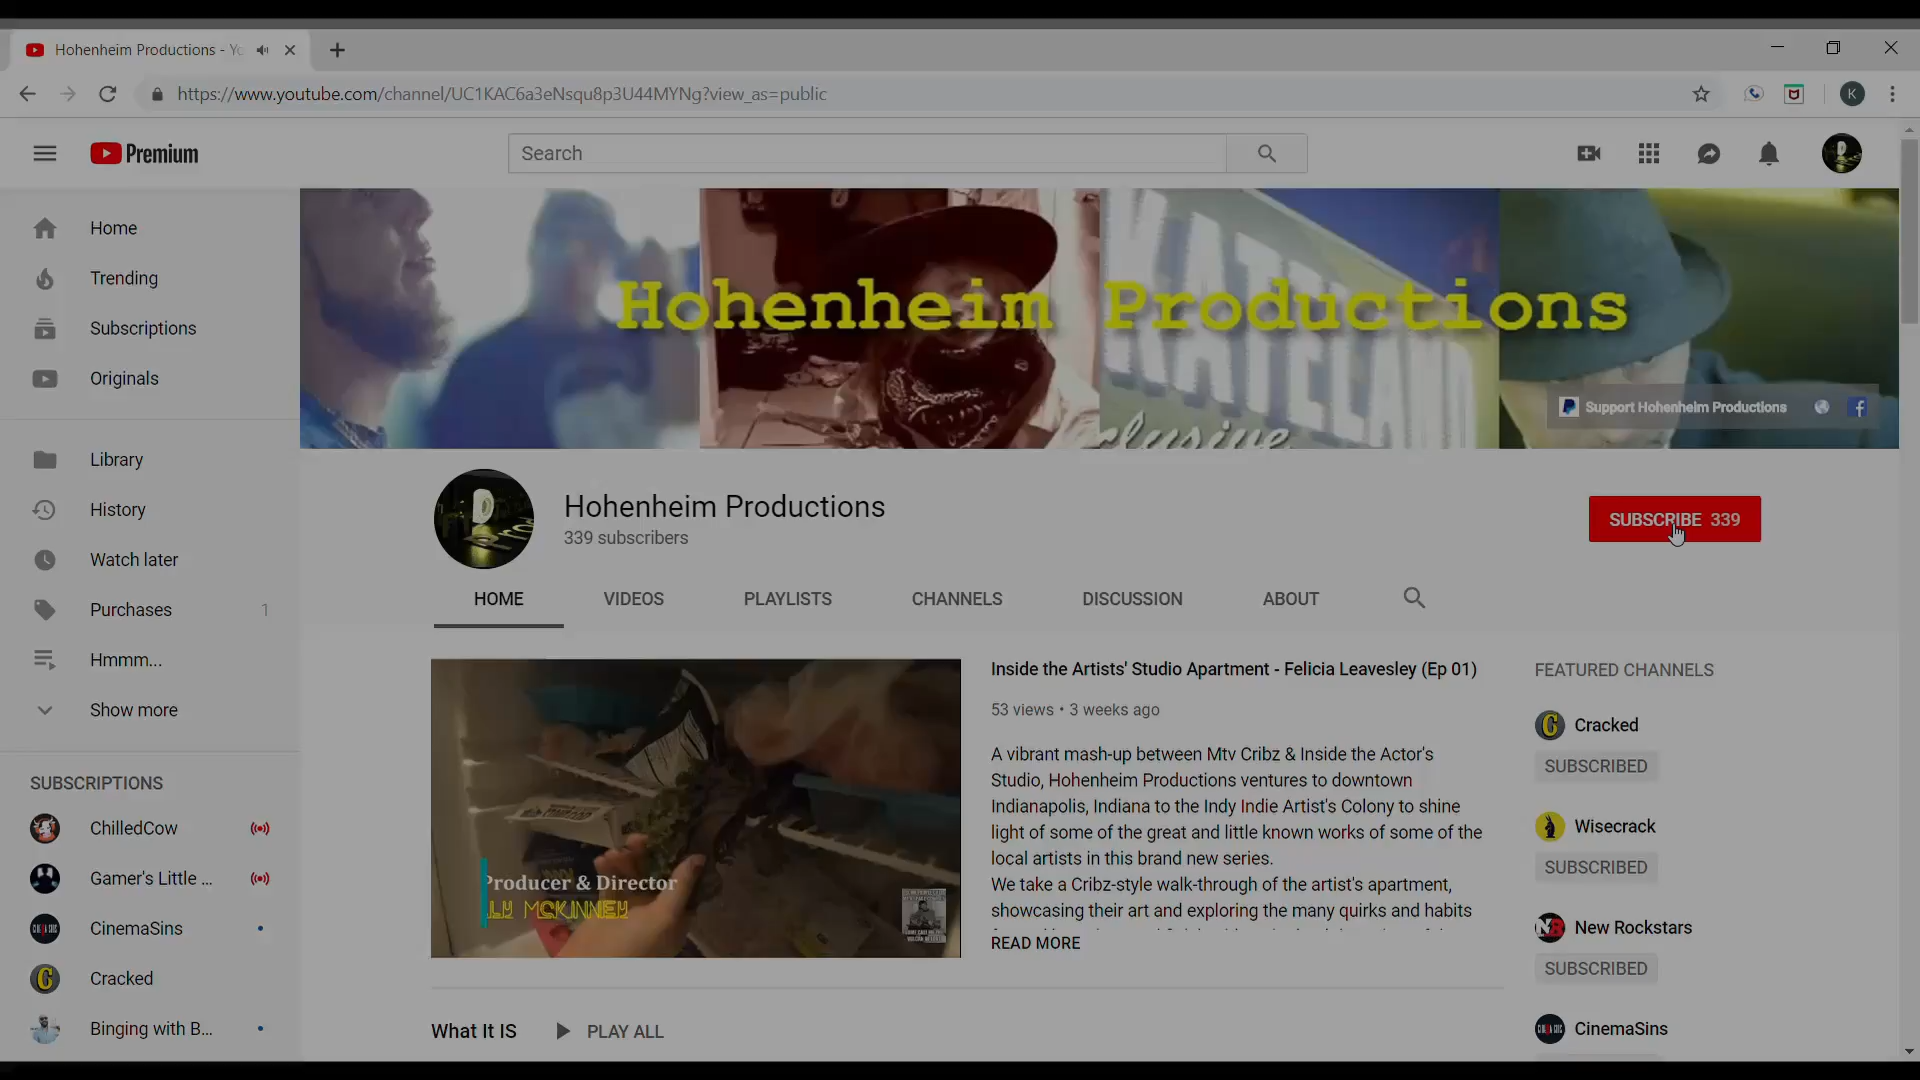 Hohenheim Productions - Yo
https://www.youtube.com/channel/UC1KAC6a3eNsqu8p3U44MYNg?view_as=public
K
Premium
Search
Home
Trending
Subscriptions
Originals
Library
History
Watch later
Purchases 1
Hmmm...
Show more
SUBSCRIPTIONS
ChilledCow
Gamer's Little ...
CinemaSins
Cracked
Binging with B...
KATELAND
clusive
Hohenheim Productions
Support Hohenheim Productions
Hohenheim Productions
339 subscribers
SUBSCRIBE 339
HOME VIDEOS PLAYLISTS CHANNELS DISCUSSION ABOUT
Producer & Director
LY MCKINNEY
Inside the Artists' Studio Apartment - Felicia Leavesley (Ep 01)
53 views • 3 weeks ago
A vibrant mash-up between Mtv Cribz & Inside the Actor's
Studio, Hohenheim Productions ventures to downtown
Indianapolis, Indiana to the Indy Indie Artist's Colony to shine
light of some of the great and little known works of some of the
local artists in this brand new series.
We take a Cribz-style walk-through of the artist's apartment,
showcasing their art and exploring the many quirks and habits
READ MORE
FEATURED CHANNELS
Cracked
SUBSCRIBED
Wisecrack
SUBSCRIBED
New Rockstars
SUBSCRIBED
CinemaSins
What It IS PLAY ALL